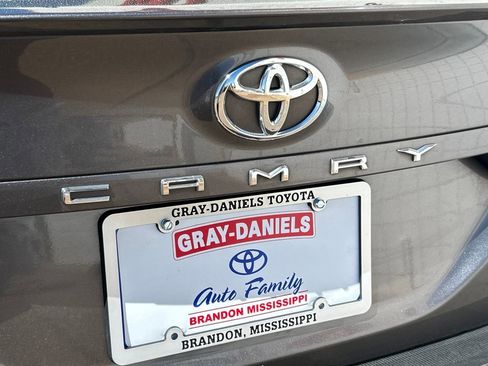 CAMRY
GRAY-DANIELS TOYOTA
GRAY-DANIELS
Auto Family
BRANDON MISSISSIPPI
BRANDON, MISSISSIPPI